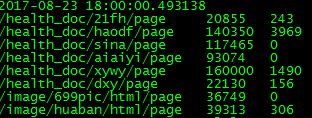 2017-08-23 18:00:00.493138
/health_doc/21fh/page 20855 243
/health_doc/haodf/page 140350 3969
/health_doc/sina/page 117465 0
/health_doc/aiaiyi/page 93074 0
/health_doc/xywy/page 160000 1490
/health_doc/dxy/page 22130 156
/image/699pic/html/page 36749 0
/image/huaban/html/page 39313 306